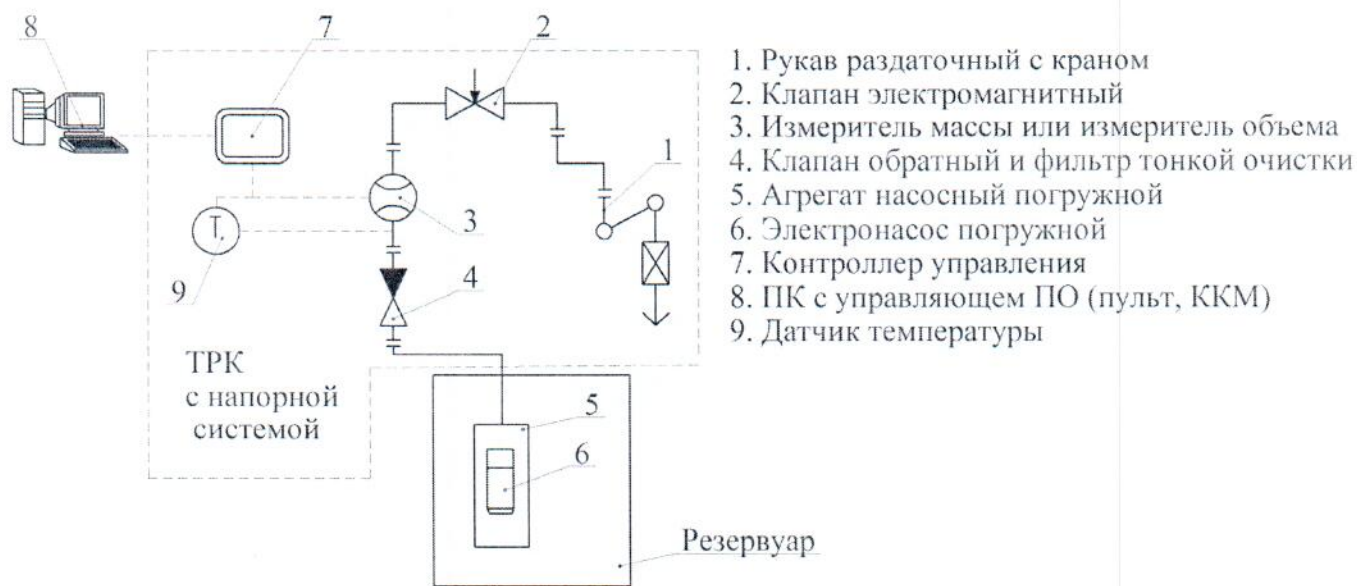 8
7
2
1
3
9
4
ТРК
с напорной
системой
5
6
Резервуар
T
1. Рукав раздаточный с краном
2. Клапан электромагнитный
3. Измеритель массы или измеритель объема
4. Клапан обратный и фильтр тонкой очистки
5. Агрегат насосный погружной
6. Электронасос погружной
7. Контроллер управления
8. ПК с управляющем ПО (пульт, ККМ)
9. Датчик температуры